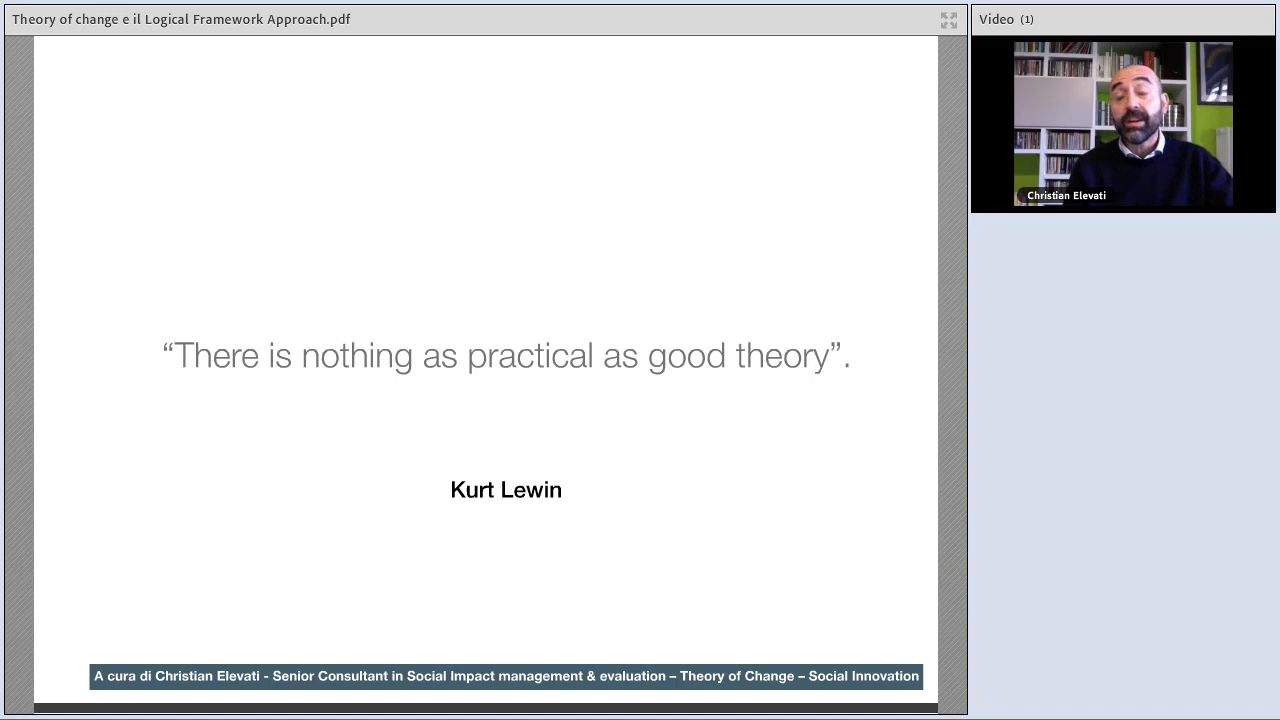 Theory of change e il Logical Framework Approach.pdf
Video (1)
Christian Elevati
“There is nothing as practical as good theory”.
Kurt Lewin
A cura di Christian Elevati - Senior Consultant in Social Impact management & evaluation – Theory of Change – Social Innovation